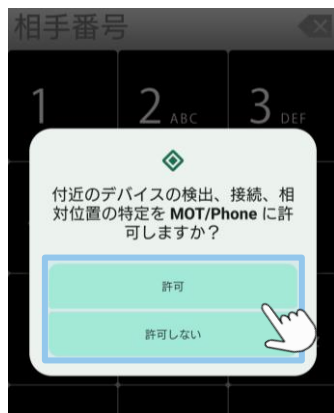 相手番号
1 2 ABC 3 DEF
付近のデバイスの検出、接続、相
対位置の特定を MOT/Phone に許
可しますか？
許可
許可しない